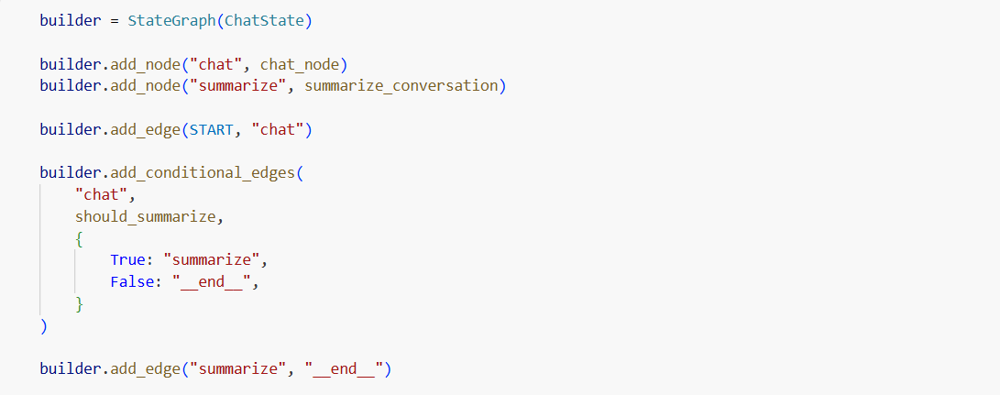 builder = StateGraph(ChatState)
builder.add_node("chat", chat_node)
builder.add_node("summarize", summarize_conversation)
builder.add_edge(START, "chat")
builder.add_conditional_edges(
    "chat",
    should_summarize,
    {
        True: "summarize",
        False: "__end__",
    }
)
builder.add_edge("summarize", "__end__")